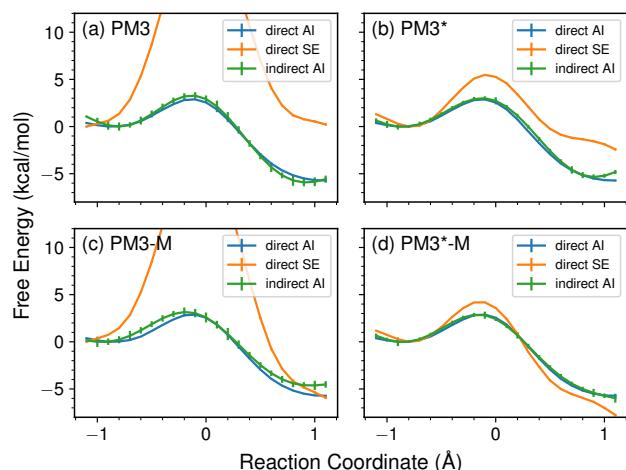 (a) PM3
direct AI
direct SE
indirect AI
(b) PM3*
direct AI
direct SE
indirect AI
10
5
0
−5
(c) PM3-M
direct AI
direct SE
indirect AI
(d) PM3*-M
direct AI
direct SE
indirect AI
10
5
0
−5
−1
0
1
−1
0
1
Free Energy (kcal/mol)
Reaction Coordinate (Å)